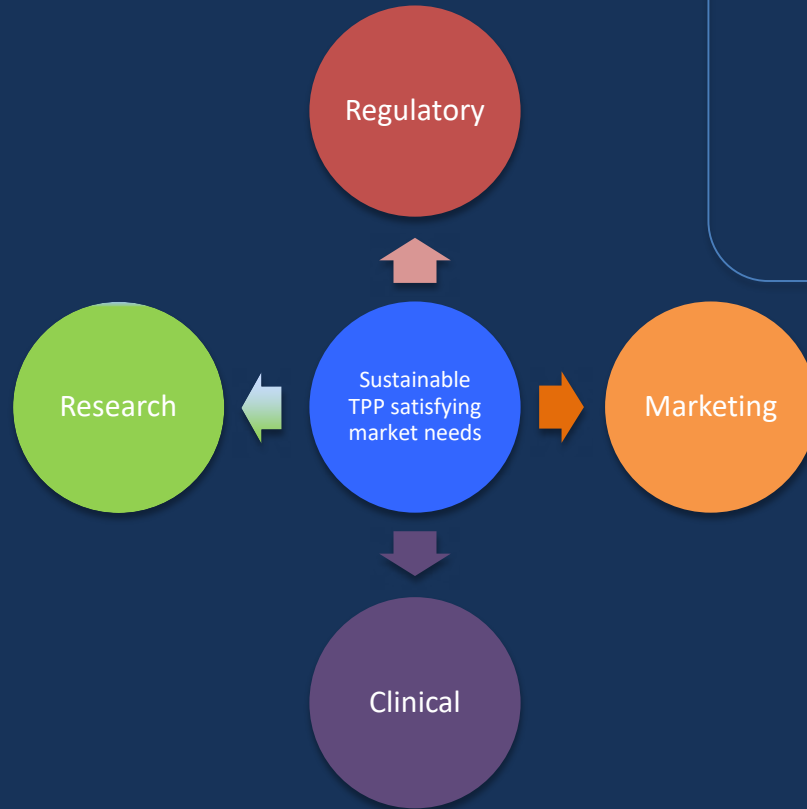 Regulatory
Research
Sustainable
TPP satisfying
market needs
Marketing
Clinical